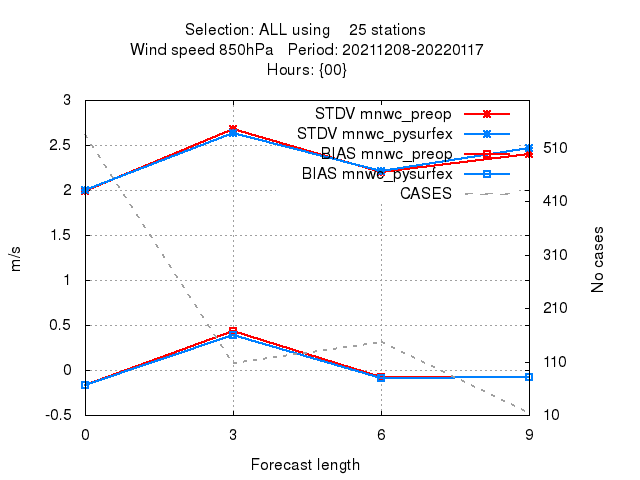 Selection: ALL using 25 stations
Wind speed 850hPa Period: 20211208-20220117
Hours: {00}
STDV mnwc_preop
STDV mnwc_pysurfex
BIAS mnwc_preop
BIAS mnwc_pysurfex
CASES
3
2.5
2
1.5
1
0.5
0
-0.5
m/s
510
410
310
210
110
10
No cases
0 3 6 9
Forecast length